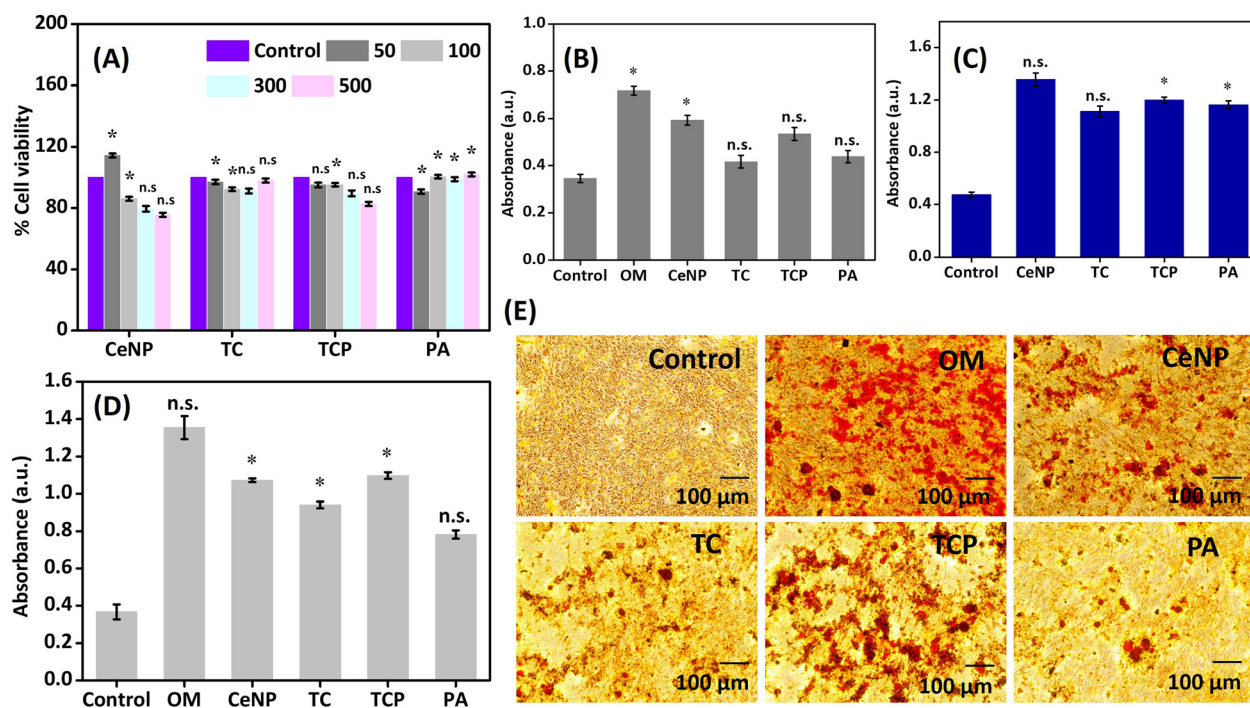 (A)
% Cell viability
200
160
120
80
40
0
Control 50 100
300 500
* * n.s n.s
* * n.s n.s
n.s * n.s n.s
* * * *
CeNP TC TCP PA
(B)
Absorbance (a.u.)
1.0
0.8
0.6
0.4
0.2
0.0
* * n.s. n.s. n.s.
Control OM CeNP TC TCP PA
(C)
Absorbance (a.u.)
1.6
1.2
0.8
0.4
0.0
n.s. n.s. * *
Control CeNP TC TCP PA
(D)
Absorbance (a.u.)
1.6
1.4
1.2
1.0
0.8
0.6
0.4
0.2
0.0
n.s. * * * n.s.
Control OM CeNP TC TCP PA
(E)
Control
100 µm
OM
100 µm
CeNP
100 µm
TC
100 µm
TCP
100 µm
PA
100 µm